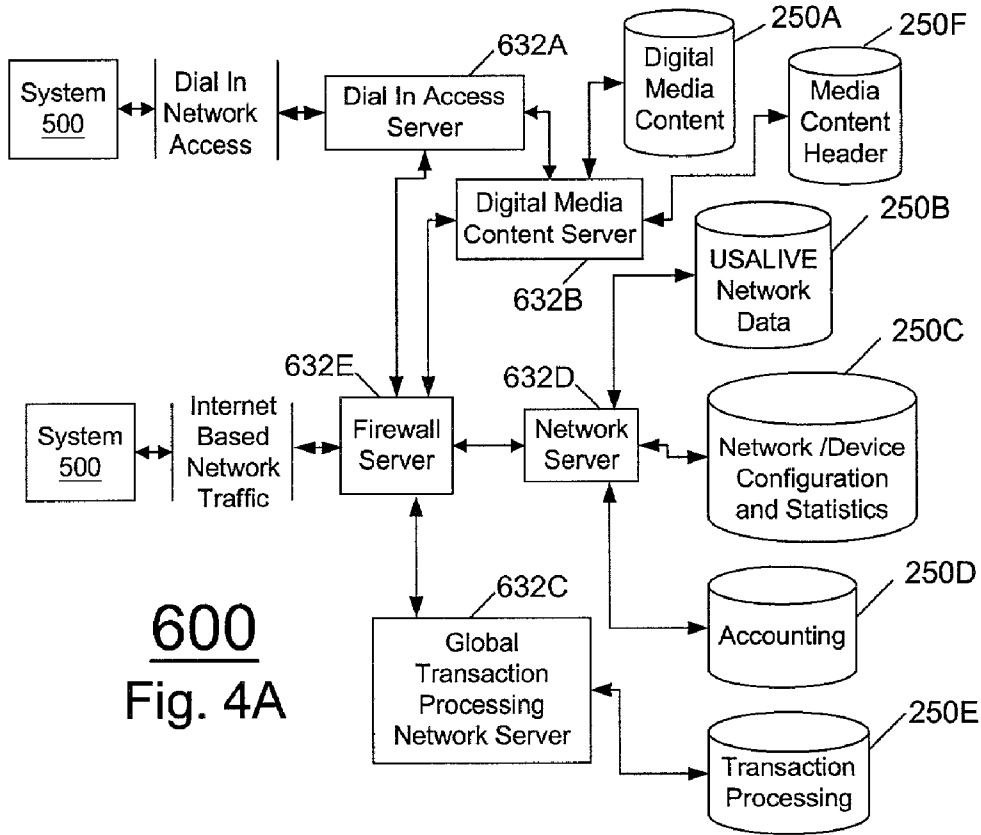 250A
250F
632A
System
500
Dial In
Network
Access
Dial In Access
Server
Digital
Media
Content
Media
Content
Header
Digital Media
Content Server
632B
250B
USALIVE
Network
Data
250C
632E
632D
System
500
Internet
Based
Network
Traffic
Firewall
Server
Network
Server
Network /Device
Configuration
and Statistics
632C
250D
Accounting
600
Fig. 4A
Global
Transaction
Processing
Network Server
250E
Transaction
Processing